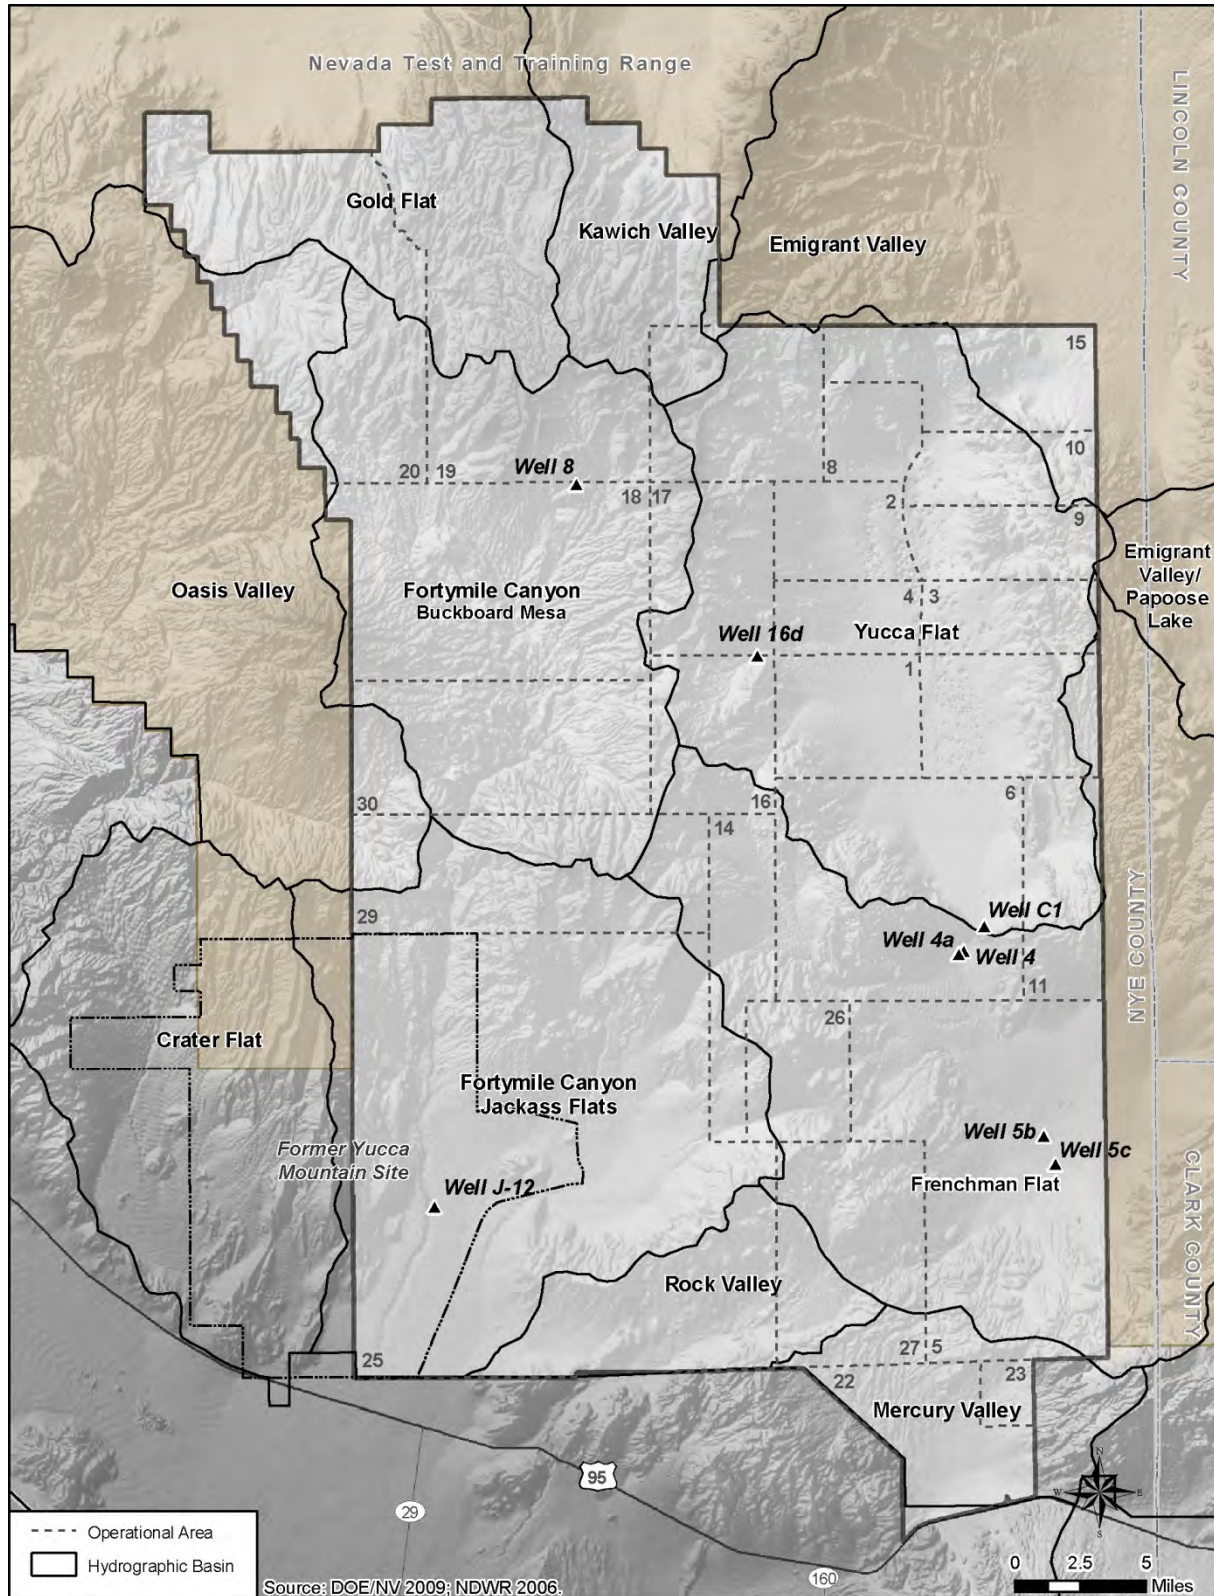 Nevada Test and Training Range
LINCOLN COUNTY
Gold Flat
Kawich Valley
Emigrant Valley
15
10
20
19
Well 8
18
17
8
2
9
Emigrant
Valley/
Papoose
Lake
Oasis Valley
Fortymile Canyon
Buckboard Mesa
4
3
Well 16d
Yucca Flat
1
30
16
6
14
29
Well C1
Well 4a
Well 4
11
NYE COUNTY
26
Crater Flat
Fortymile Canyon
Jackass Flats
Former Yucca
Mountain Site
Well 5b
Well 5c
Frenchman Flat
CLARK COUNTY
Well J-12
Rock Valley
25
27
5
22
23
Mercury Valley
N
W
E
S
95
29
160
Operational Area
Hydrographic Basin
0 2.5 5
Miles
Source: DOE/NV 2009; NDWR 2006.